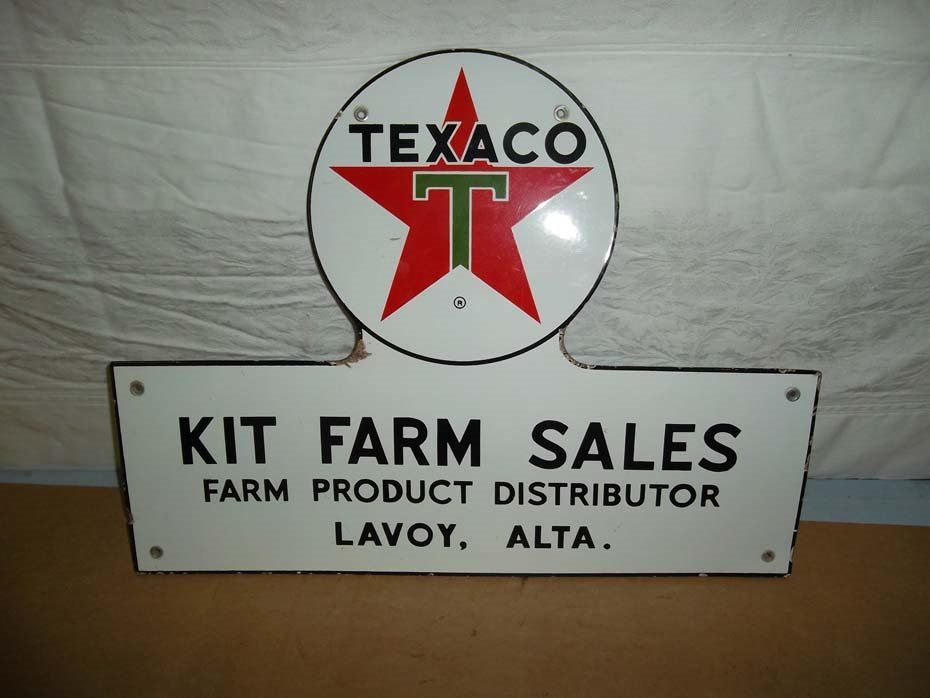 TEXACO
T
®
KIT FARM SALES
FARM PRODUCT DISTRIBUTOR
LAVOY, ALTA.